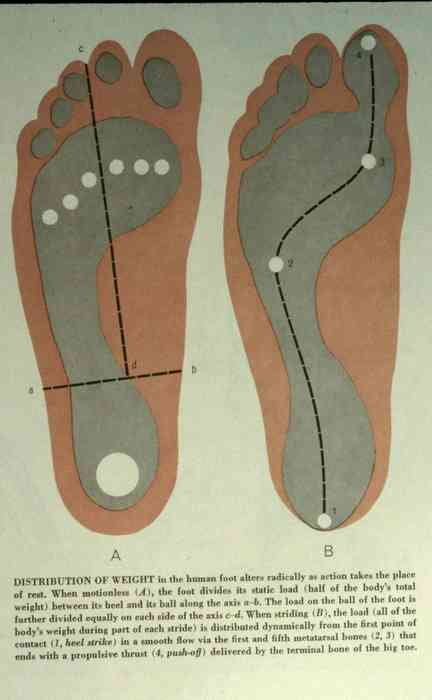 c
4
3
2
d
b
a
1
A
B
DISTRIBUTION OF WEIGHT in the human foot alters radically as action takes the place
of rest. When motionless (A), the foot divides its static load (half of the body's total
weight) between its heel and its ball along the axis a–b. The load on the ball of the foot is
further divided equally on each side of the axis c–d. When striding (B), the load (all of the
body's weight during part of each stride) is distributed dynamically from the first point of
contact (1, heel strike) in a smooth flow via the first and fifth metatarsal bones (2, 3) that
ends with a propulsive thrust (4, push-off) delivered by the terminal bone of the big toe.